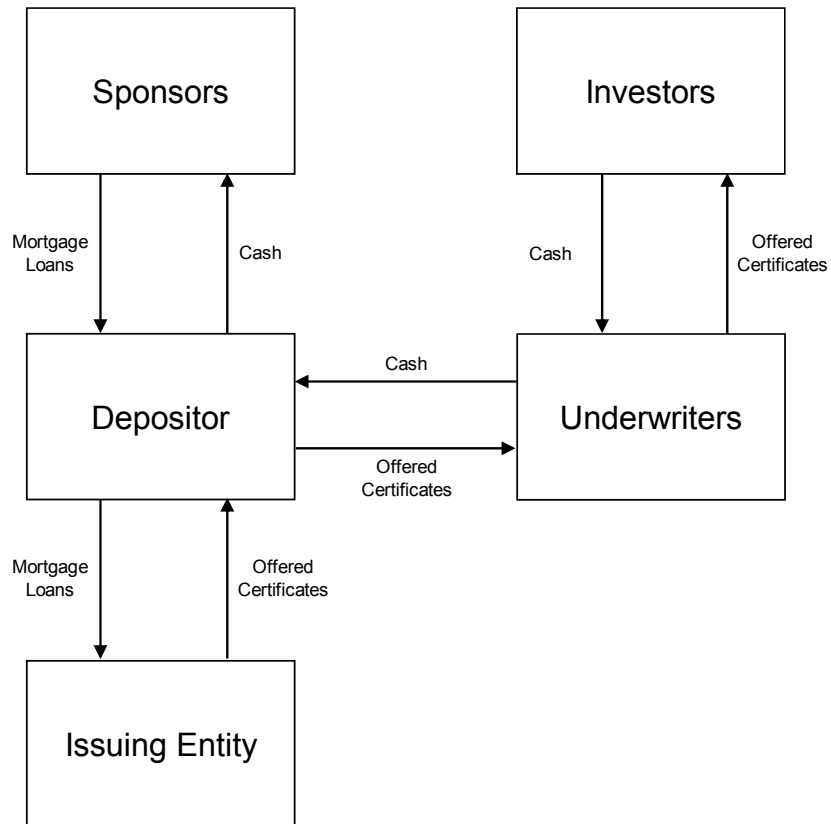 Sponsors
Investors
Mortgage
Loans
Cash
Cash
Offered
Certificates
Cash
Depositor
Underwriters
Offered
Certificates
Mortgage
Loans
Offered
Certificates
Issuing Entity